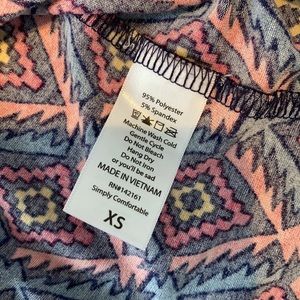 95% Polyester
5% Spandex
Machine Wash Cold
Gentle Cycle
Do Not Bleach
Hang Dry
Do Not Iron
or you'll be sad
MADE IN VIETNAM
RN#142161
Simply Comfortable
XS